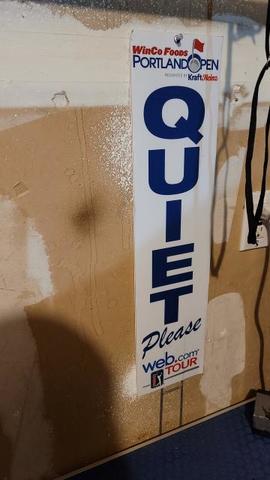 WinCo Foods
PORTLAND OPEN
PRESENTED BY Kraft/Heinz
QUIET
Please
web.com
TOUR